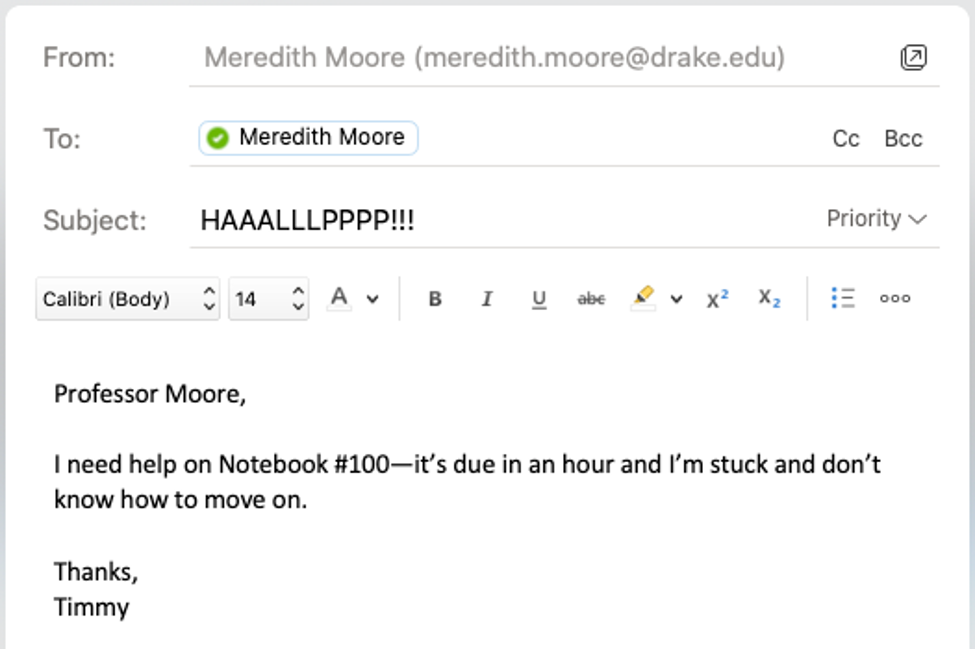 From: Meredith Moore (meredith.moore@drake.edu)
To: Meredith Moore Cc Bcc
Subject: HAAALLLPPPP!!! Priority
Calibri (Body) 14 A B I U abc X² X₂
Professor Moore,
I need help on Notebook #100—it’s due in an hour and I’m stuck and don’t
know how to move on.
Thanks,
Timmy